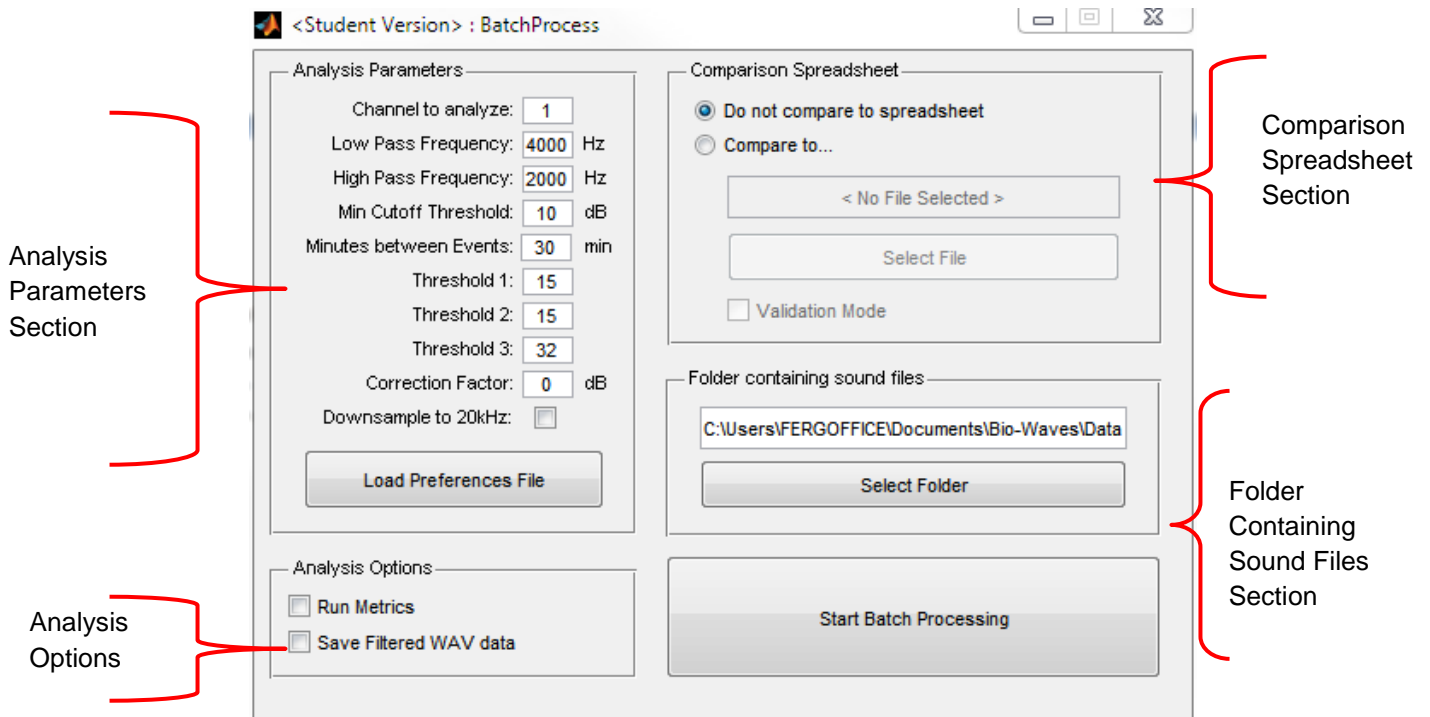 <Student Version> : BatchProcess
Analysis Parameters
Channel to analyze: 1
Low Pass Frequency: 4000 Hz
High Pass Frequency: 2000 Hz
Min Cutoff Threshold: 10 dB
Minutes between Events: 30 min
Threshold 1: 15
Threshold 2: 15
Threshold 3: 32
Correction Factor: 0 dB
Downsample to 20kHz:
Load Preferences File
Analysis Options
Run Metrics
Save Filtered WAV data
Comparison Spreadsheet
Do not compare to spreadsheet
Compare to...
< No File Selected >
Select File
Validation Mode
Folder containing sound files
C:\Users\FERGOFFICE\Documents\Bio-Waves\Data
Select Folder
Start Batch Processing
Analysis
Parameters
Section
Analysis
Options
Comparison
Spreadsheet
Section
Folder
Containing
Sound Files
Section